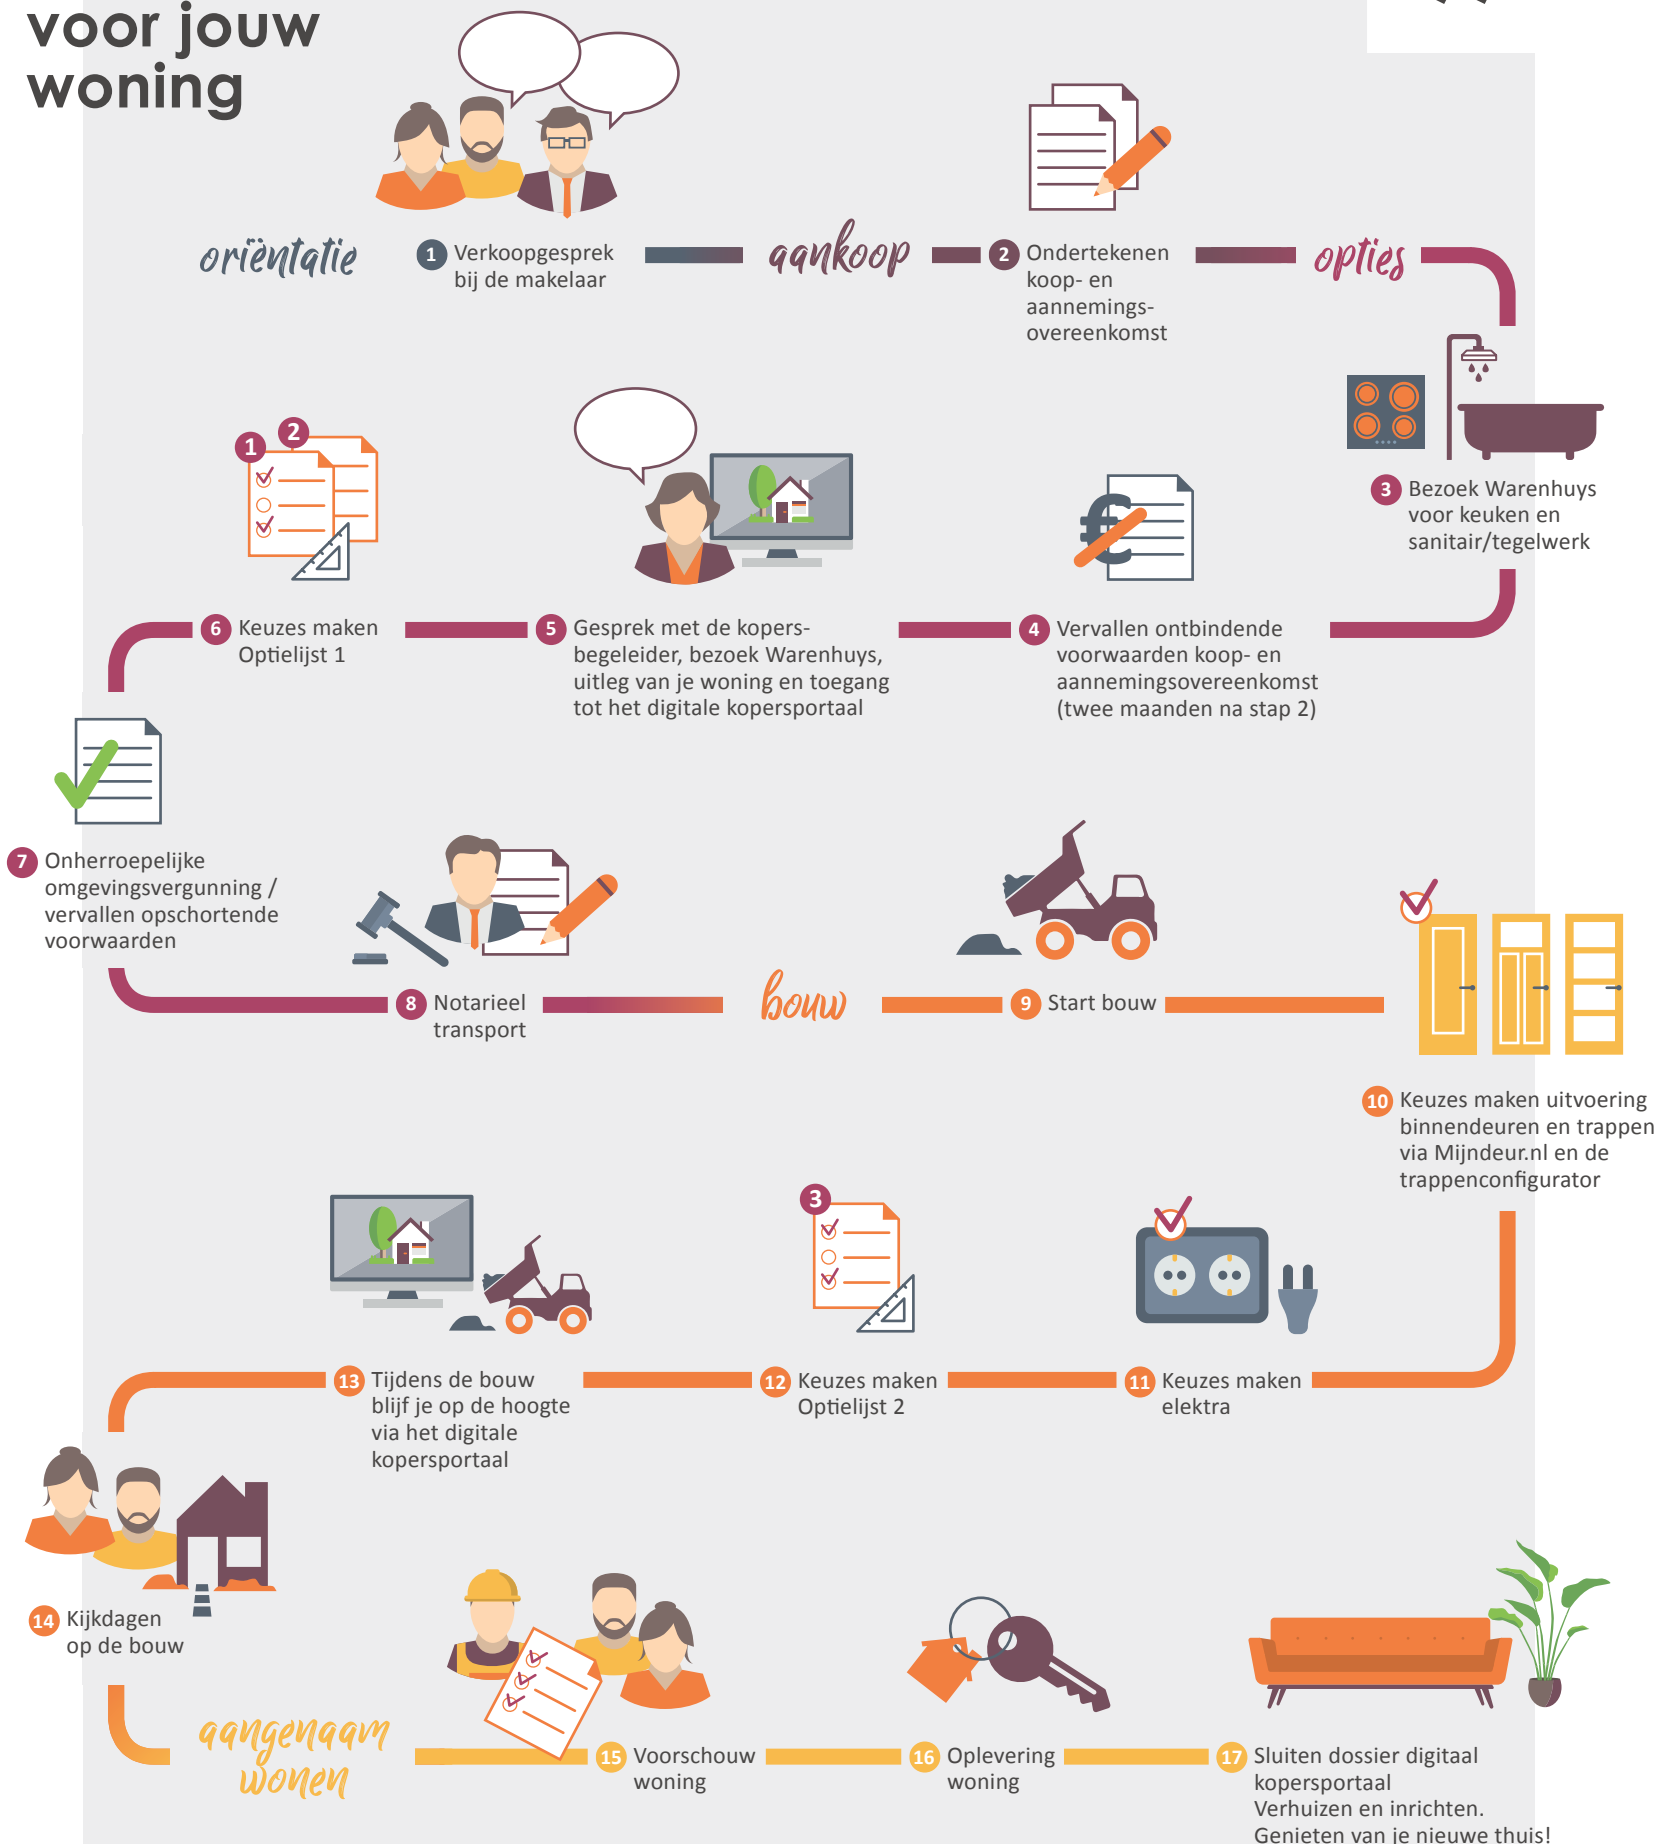 voor jouw
woning
oriëntatie
1 Verkoopgesprek
bij de makelaar
aankoop
2 Ondertekenen
koop- en
aannemings-
overeenkomst
opties
3 Bezoek Warenhuys
voor keuken en
sanitair/tegelwerk
4 Vervallen ontbindende
voorwaarden koop- en
aannemingsovereenkomst
(twee maanden na stap 2)
5 Gesprek met de kopers-
begeleider, bezoek Warenhuys,
uitleg van je woning en toegang
tot het digitale kopersportaal
1
2
6 Keuzes maken
Optielijst 1
7 Onherroepelijke
omgevingsvergunning /
vervallen opschortende
voorwaarden
8 Notarieel
transport
bouw
9 Start bouw
10 Keuzes maken uitvoering
binnendeuren en trappen
via Mijndeur.nl en de
trappenconfigurator
11 Keuzes maken
elektra
3
12 Keuzes maken
Optielijst 2
13 Tijdens de bouw
blijf je op de hoogte
via het digitale
kopersportaal
14 Kijkdagen
op de bouw
aangenaam
wonen
15 Voorschouw
woning
16 Oplevering
woning
17 Sluiten dossier digitaal
kopersportaal
Verhuizen en inrichten.
Genieten van je nieuwe thuis!